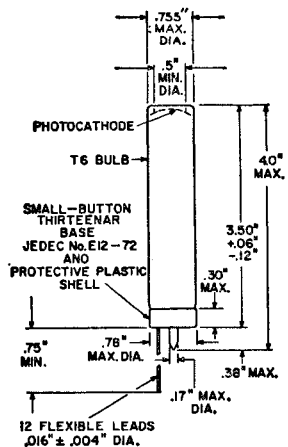 .755"
MAX.
DIA.
.5"
MIN.
DIA.
PHOTOCATHODE
T6 BULB
4.0"
MAX.
SMALL-BUTTON
THIRTEENAR
BASE
JEDEC No.E12-72
AND
PROTECTIVE PLASTIC
SHELL
3.50"
+.06"
-.12"
.30"
MAX.
.75"
MIN.
.78"
MAX. DIA.
.38" MAX.
.17" MAX.
DIA.
12 FLEXIBLE LEADS
.016" ± .004" DIA.